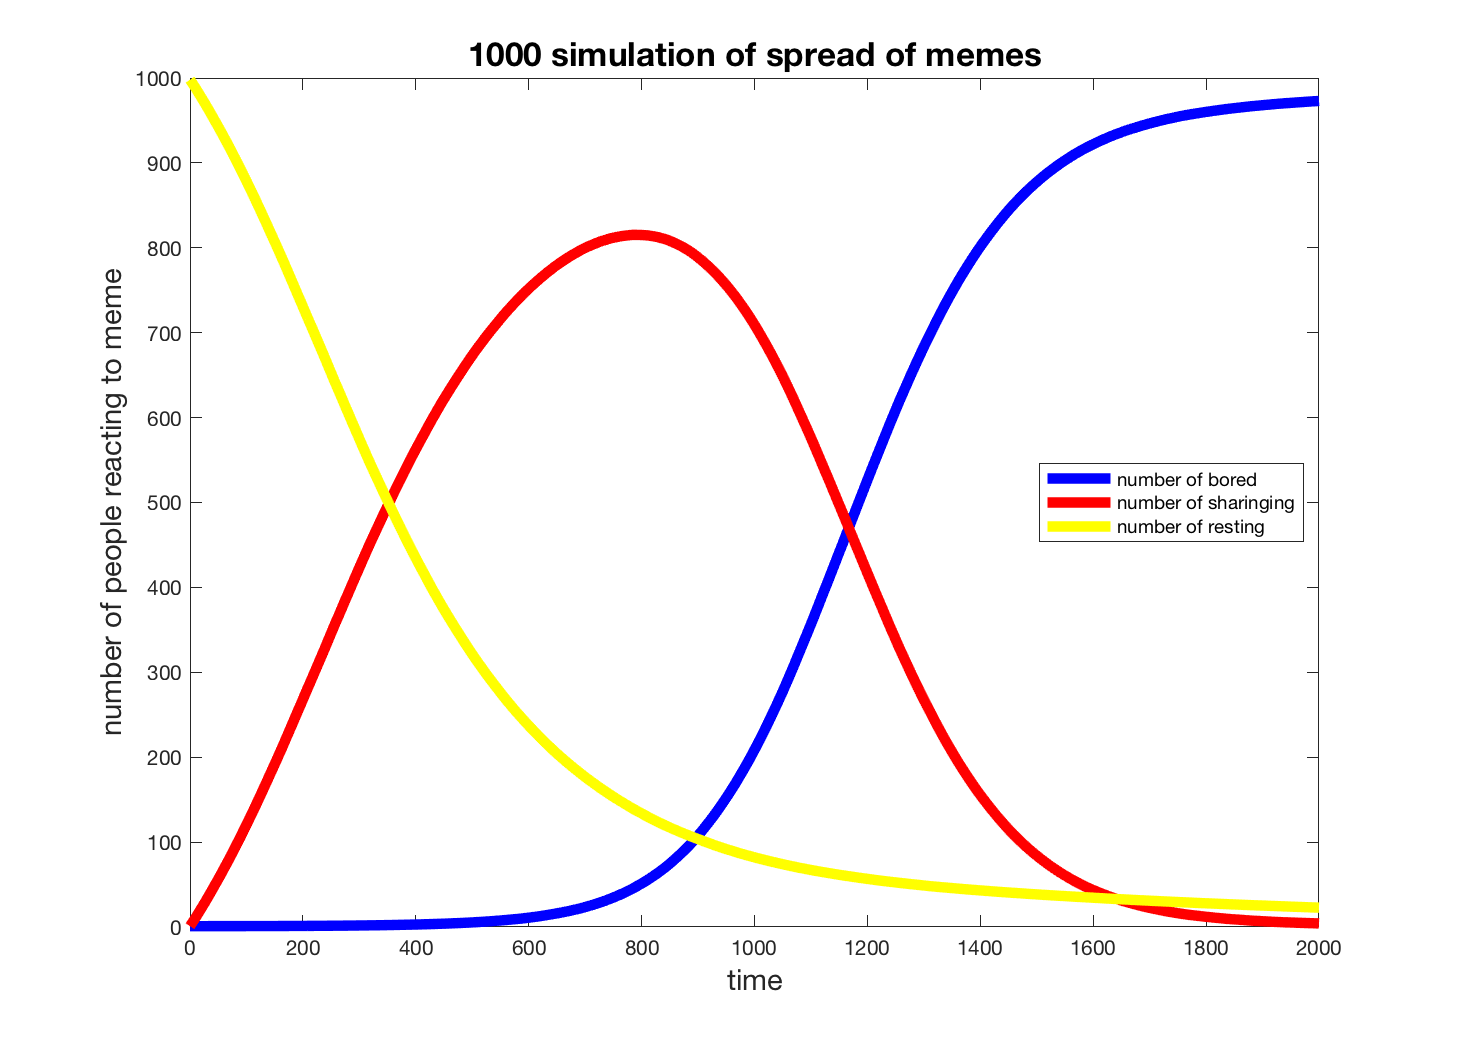 1000 simulation of spread of memes
number of people reacting to meme
1000
900
800
700
600
500
400
300
200
100
0
number of bored
number of sharinging
number of resting
0 200 400 600 800 1000 1200 1400 1600 1800 2000
time